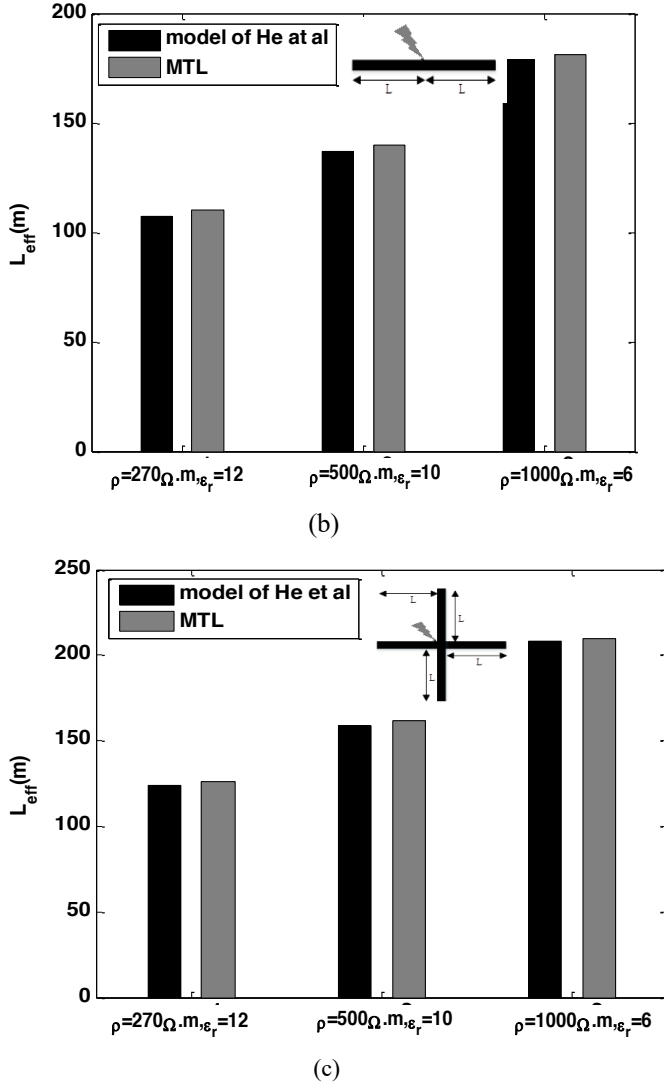 200
150
100
50
0
L_eff(m)
model of He at al
MTL
L L
ρ=270Ω.m,ε_r=12 ρ=500Ω.m,ε_r=10 ρ=1000Ω.m,ε_r=6
(b)
250
200
150
100
50
0
L_eff(m)
model of He et al
MTL
L
L
L
L
ρ=270Ω.m,ε_r=12 ρ=500Ω.m,ε_r=10 ρ=1000Ω.m,ε_r=6
(c)